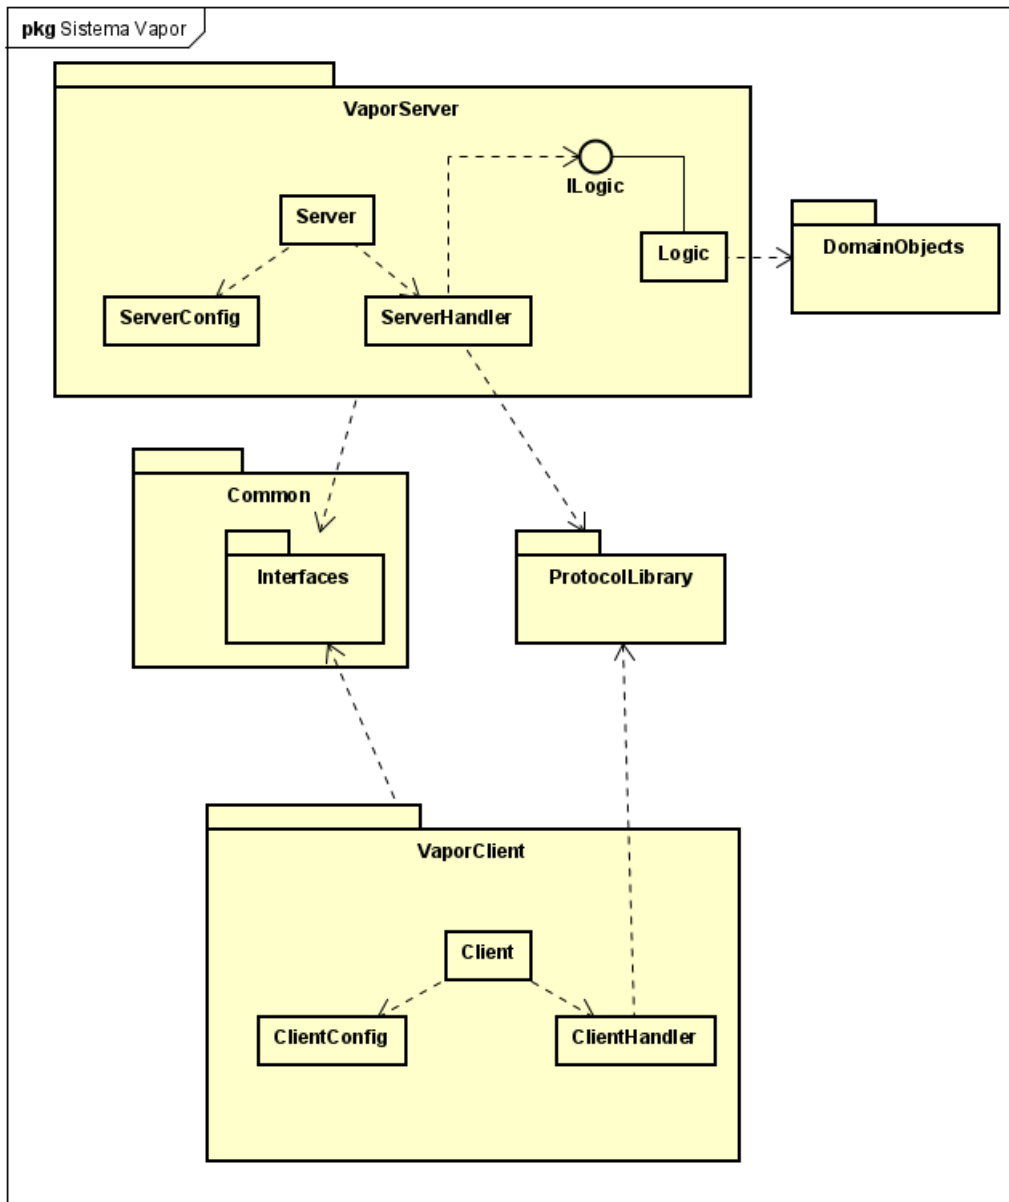 pkg Sistema Vapor
VaporServer
ILogic
Server
Logic
DomainObjects
ServerConfig
ServerHandler
Common
Interfaces
ProtocolLibrary
VaporClient
Client
ClientConfig
ClientHandler